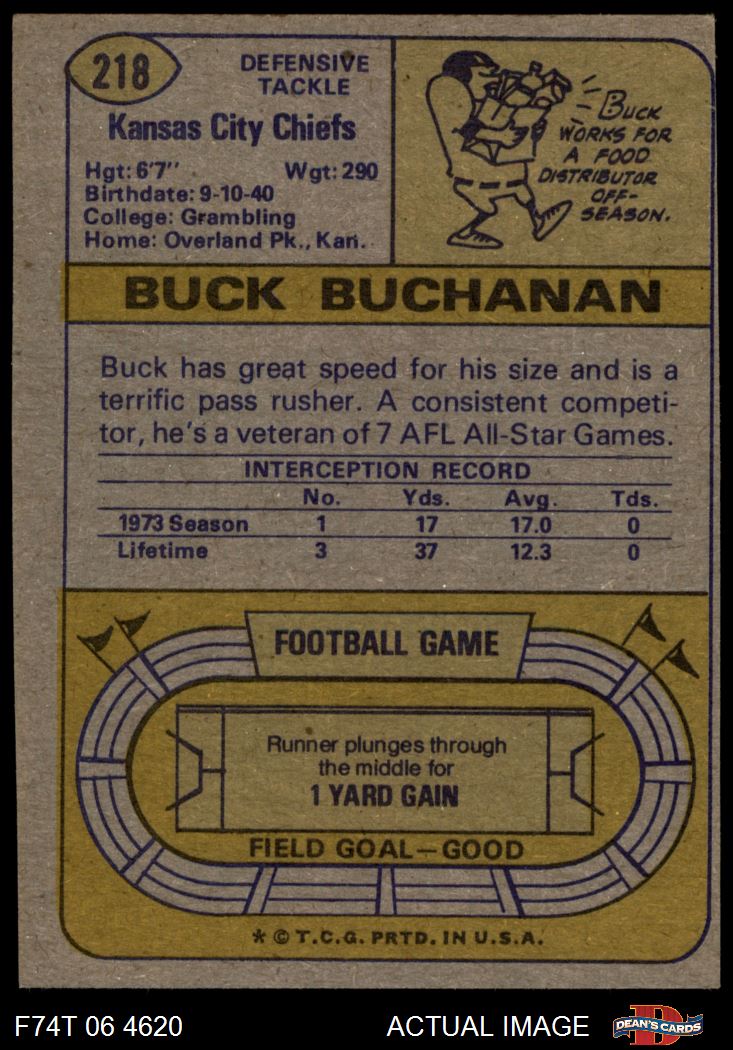 218
DEFENSIVE
TACKLE
Kansas City Chiefs
Hgt: 6'7" Wgt: 290
Birthdate: 9-10-40
College: Grambling
Home: Overland Pk., Kan.
BUCK
WORKS FOR
A FOOD
DISTRIBUTOR
OFF-
SEASON.
BUCK BUCHANAN
Buck has great speed for his size and is a
terrific pass rusher. A consistent competi-
tor, he's a veteran of 7 AFL All-Star Games.
INTERCEPTION RECORD
No. Yds. Avg. Tds.
1973 Season 1 17 17.0 0
Lifetime 3 37 12.3 0
FOOTBALL GAME
Runner plunges through
the middle for
1 YARD GAIN
FIELD GOAL—GOOD
* © T.C.G. PRTD. IN U.S.A.
F74T 06 4620 ACTUAL IMAGE
D
DEAN'S CARDS